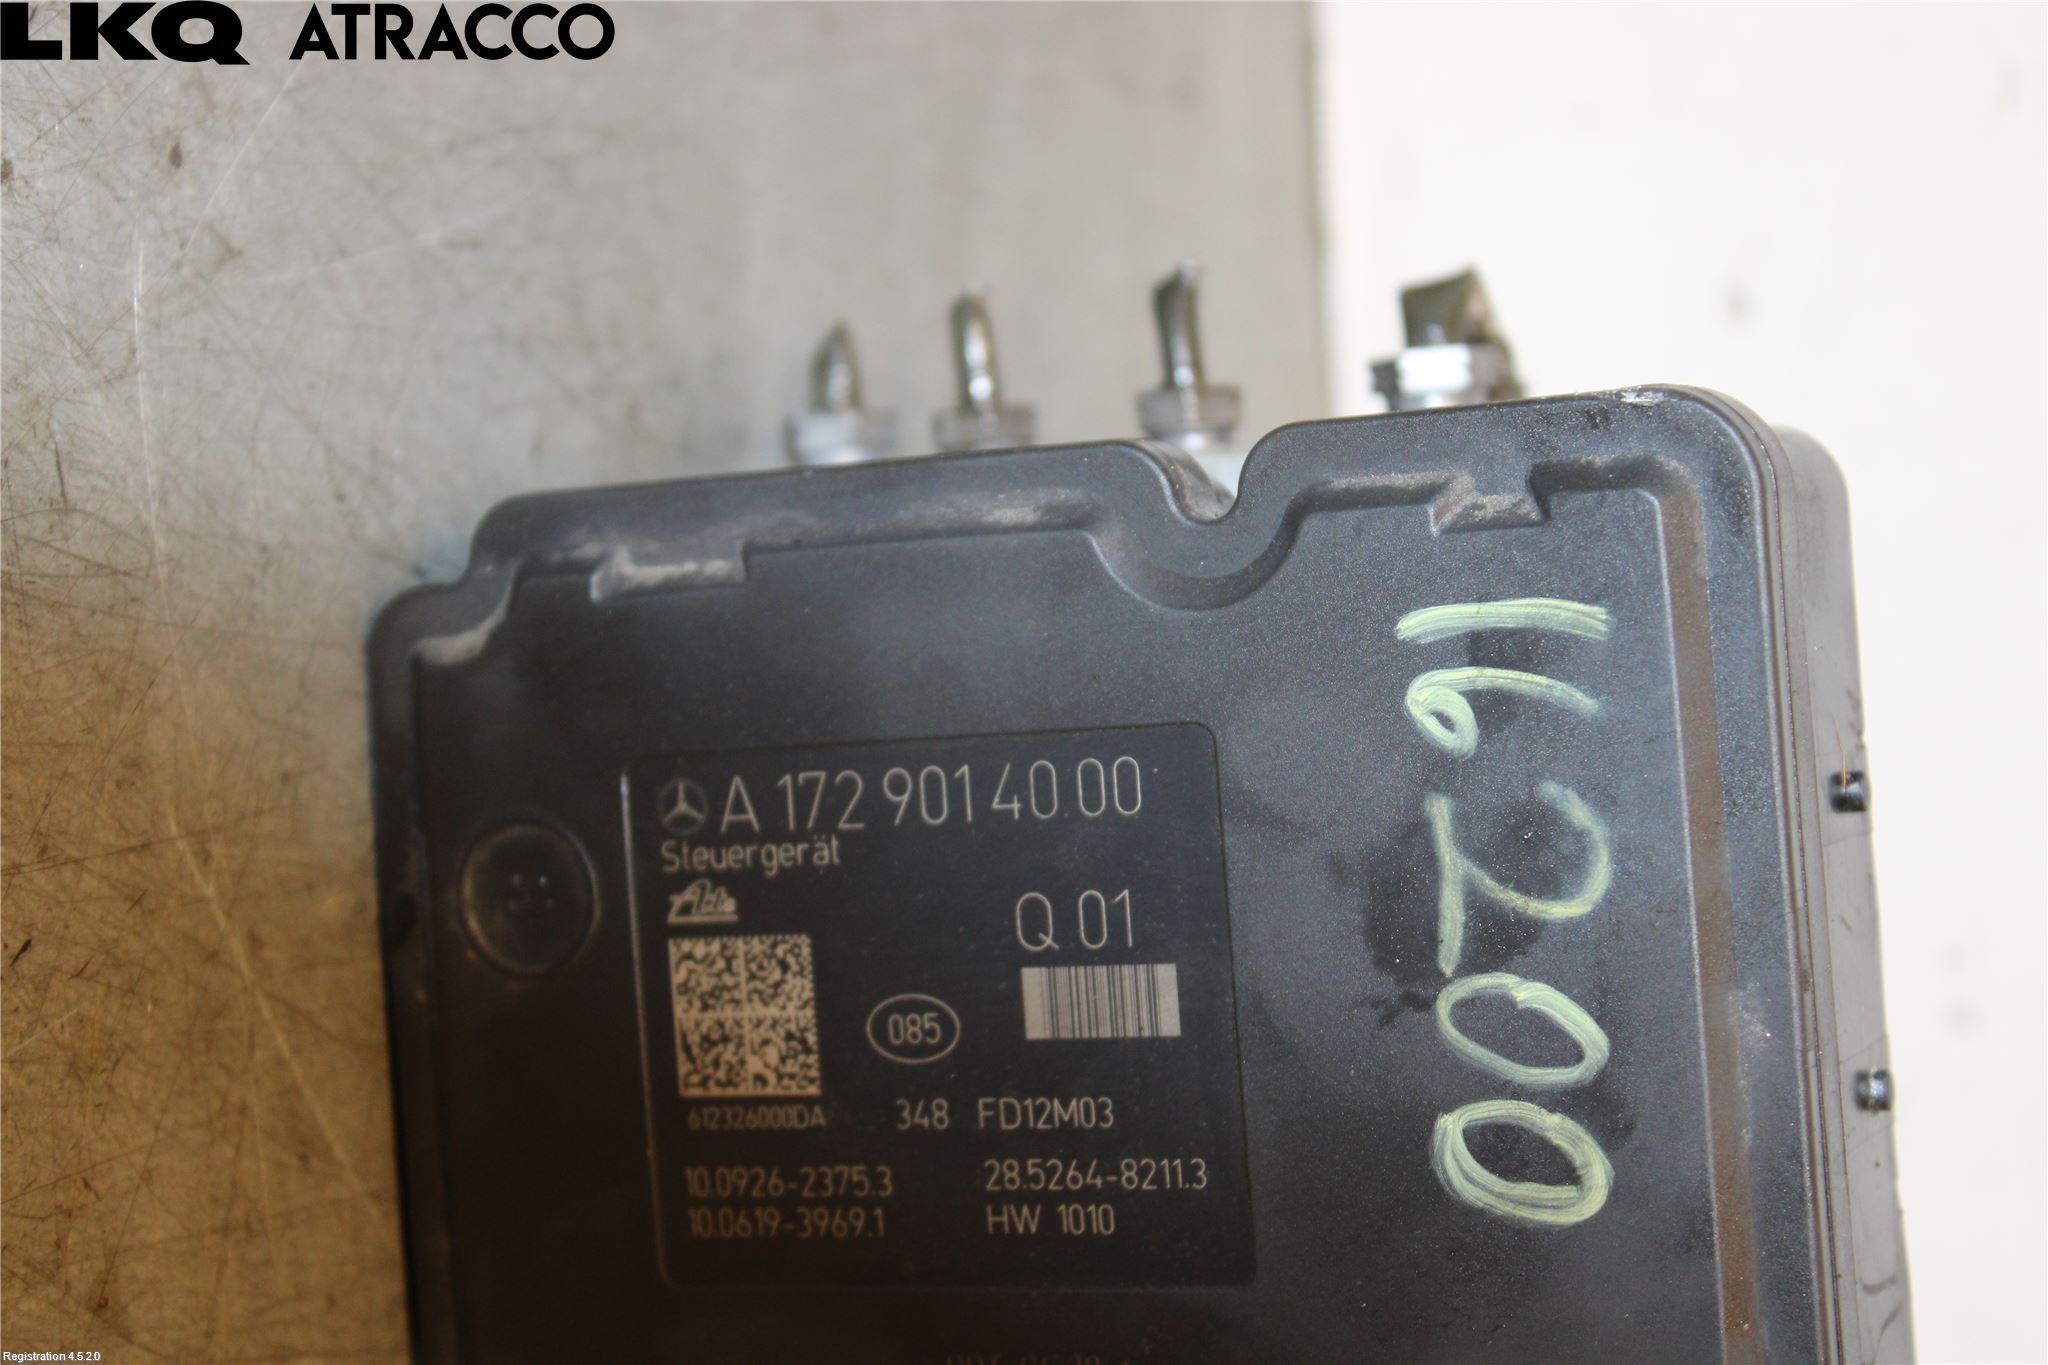 LKQ ATRACCO
A 172 901 40.00
Steuergerät
Ate
Q 01
085
612326000DA 348 FD12M03
10.0926-2375.3 28.5264-8211.3
10.0619-3969.1 HW 1010
16200
Registration 4.5.2.0